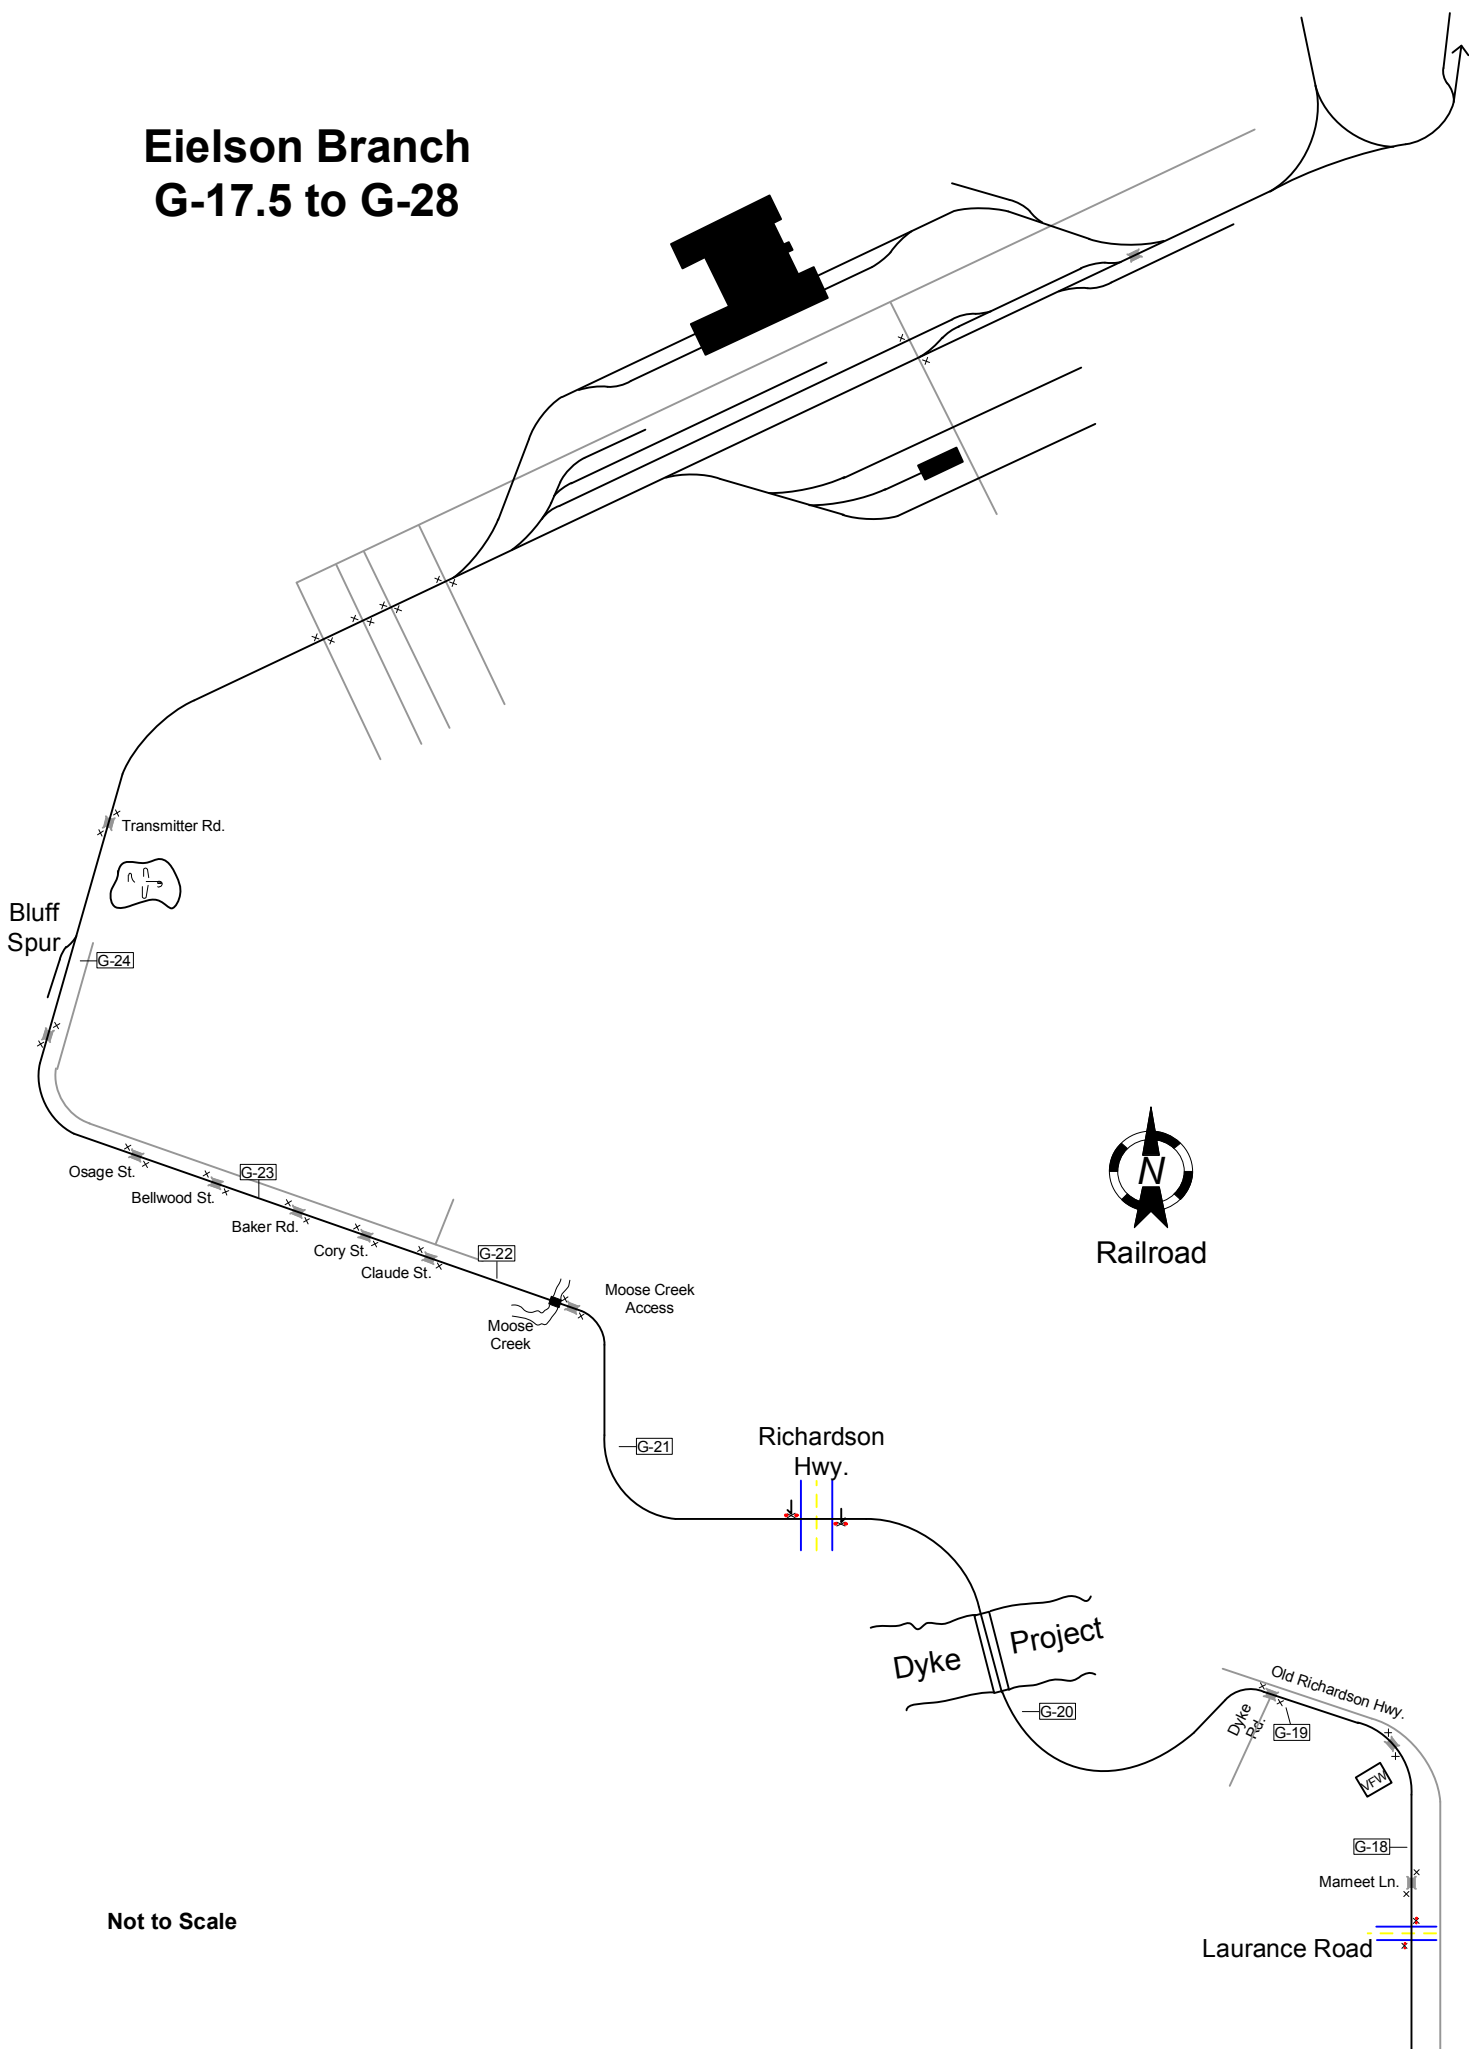 Eielson Branch
G-17.5 to G-28
Transmitter Rd.
Bluff
Spur
G-24
Osage St.
G-23
Bellwood St.
Baker Rd.
Cory St.
G-22
Claude St.
Moose Creek
Access
Moose
Creek
N
Railroad
G-21
Richardson
Hwy.
Dyke
Project
G-20
Old Richardson Hwy.
Dyke
Rd.
G-19
VFW
G-18
Marneet Ln.
Laurance Road
Not to Scale